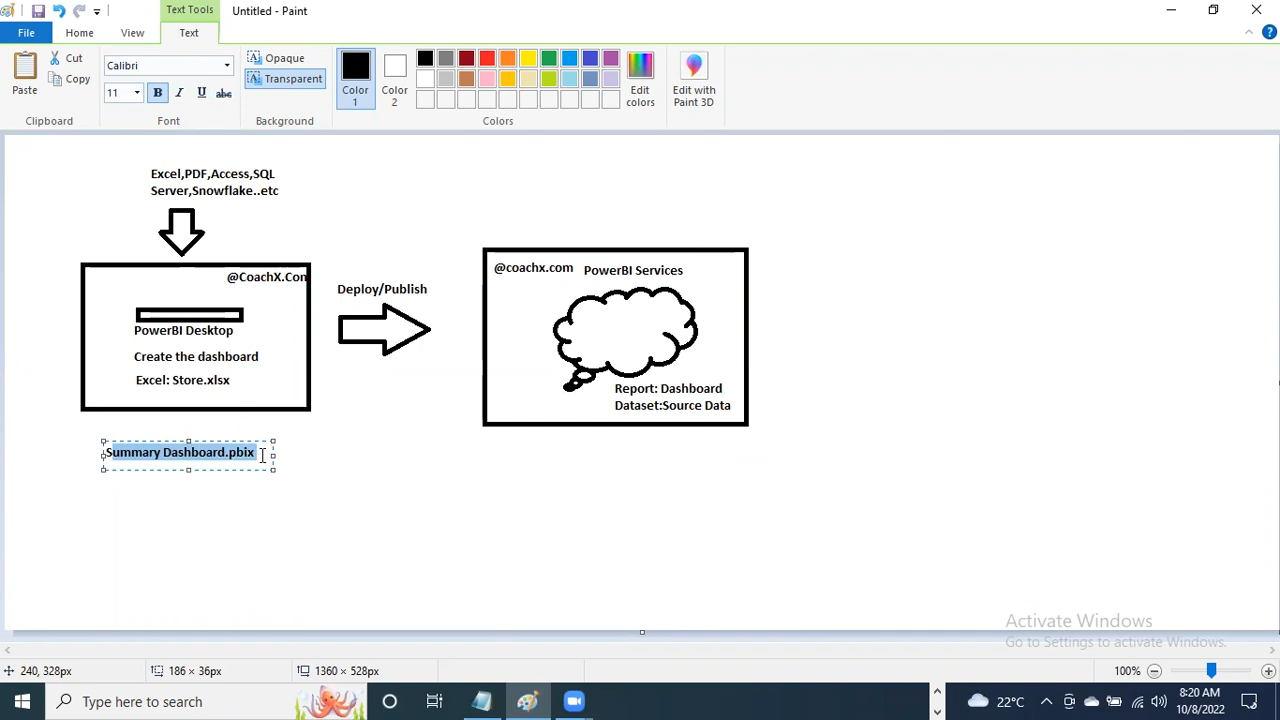 Text Tools
Untitled - Paint
File
Home
View
Text
Paste
Cut
Copy
Clipboard
Calibri
11
B
I
U
abc
Font
Opaque
Transparent
Background
Color
1
Color
2
Edit
colors
Colors
Edit with
Paint 3D
Excel,PDF,Access,SQL
Server,Snowflake..etc
@CoachX.Com
PowerBI Desktop
Create the dashboard
Excel: Store.xlsx
Summary Dashboard.pbix
Deploy/Publish
@coachx.com
PowerBI Services
Report: Dashboard
Dataset:Source Data
Activate Windows
Go to Settings to activate Windows.
240, 328px
186 × 36px
1360 × 528px
100%
Type here to search
22°C
8:20 AM
10/8/2022